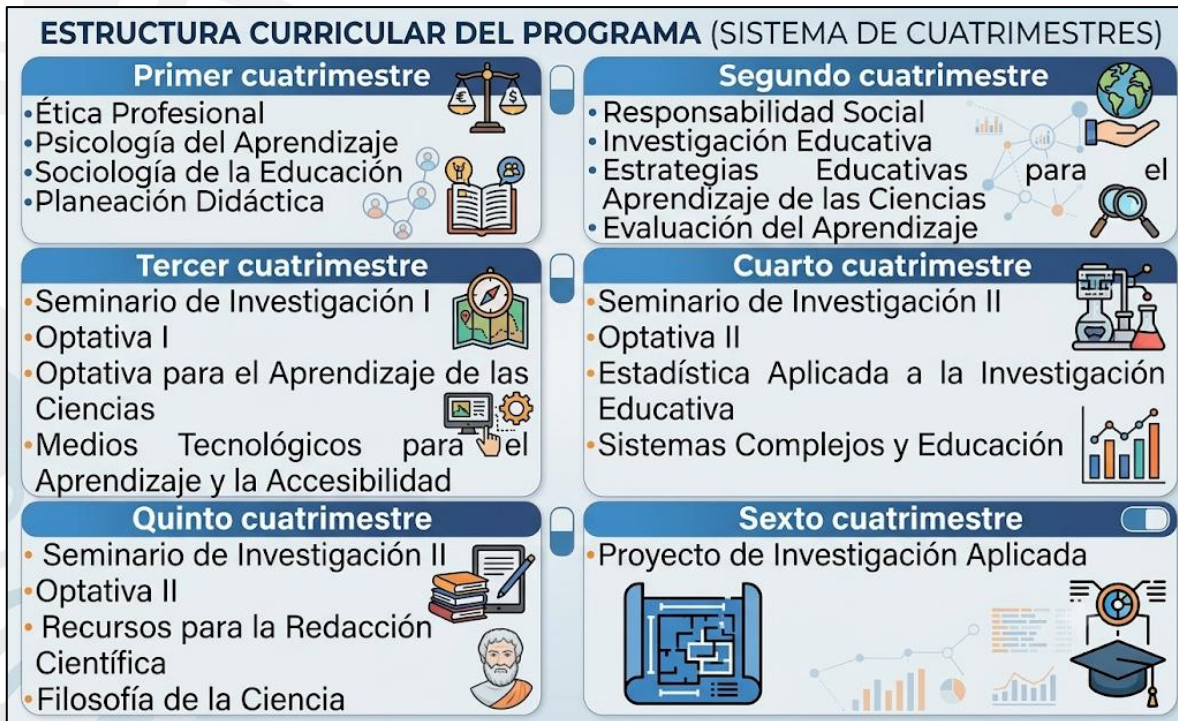 ESTRUCTURA CURRICULAR DEL PROGRAMA (SISTEMA DE CUATRIMESTRES)
Primer cuatrimestre
•Ética Profesional
•Psicología del Aprendizaje
•Sociología de la Educación
•Planeación Didáctica
€ $
Segundo cuatrimestre
•Responsabilidad Social
•Investigación Educativa
•Estrategias Educativas para el
Aprendizaje de las Ciencias
•Evaluación del Aprendizaje
Tercer cuatrimestre
•Seminario de Investigación I
•Optativa I
•Optativa para el Aprendizaje de las
Ciencias
•Medios Tecnológicos para el
Aprendizaje y la Accesibilidad
Cuarto cuatrimestre
•Seminario de Investigación II
•Optativa II
•Estadística Aplicada a la Investigación
Educativa
•Sistemas Complejos y Educación
Quinto cuatrimestre
• Seminario de Investigación II
•Optativa II
• Recursos para la Redacción
Científica
•Filosofía de la Ciencia
Sexto cuatrimestre
•Proyecto de Investigación Aplicada